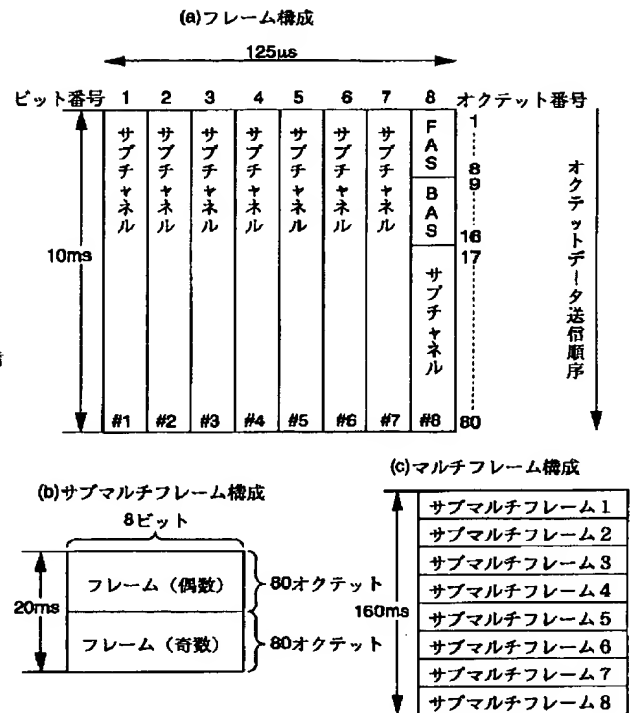 (a)フレーム構成
125μs
ビット番号 1 2 3 4 5 6 7 8 オクテット番号
サブチャネル #1
サブチャネル #2
サブチャネル #3
サブチャネル #4
サブチャネル #5
サブチャネル #6
サブチャネル #7
FAS
BAS
サブチャネル #8
1
8
9
16
17
80
10ms
オクテットデータ送信順序
(b)サブマルチフレーム構成
8ビット
20ms
フレーム（偶数） 80オクテット
フレーム（奇数） 80オクテット
(c)マルチフレーム構成
160ms
サブマルチフレーム1
サブマルチフレーム2
サブマルチフレーム3
サブマルチフレーム4
サブマルチフレーム5
サブマルチフレーム6
サブマルチフレーム7
サブマルチフレーム8